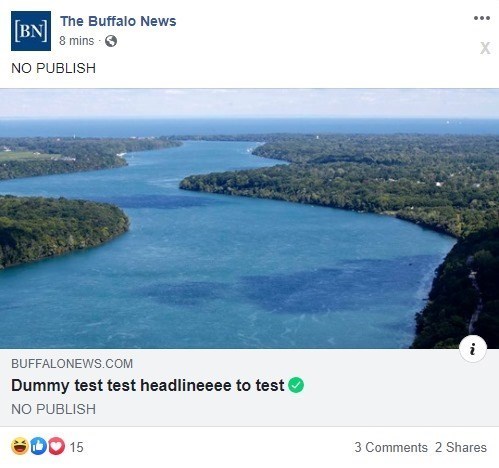 [BN]
The Buffalo News
8 mins ·
X
NO PUBLISH
i
BUFFALONEWS.COM
Dummy test test headlineeee to test
NO PUBLISH
15
3 Comments 2 Shares